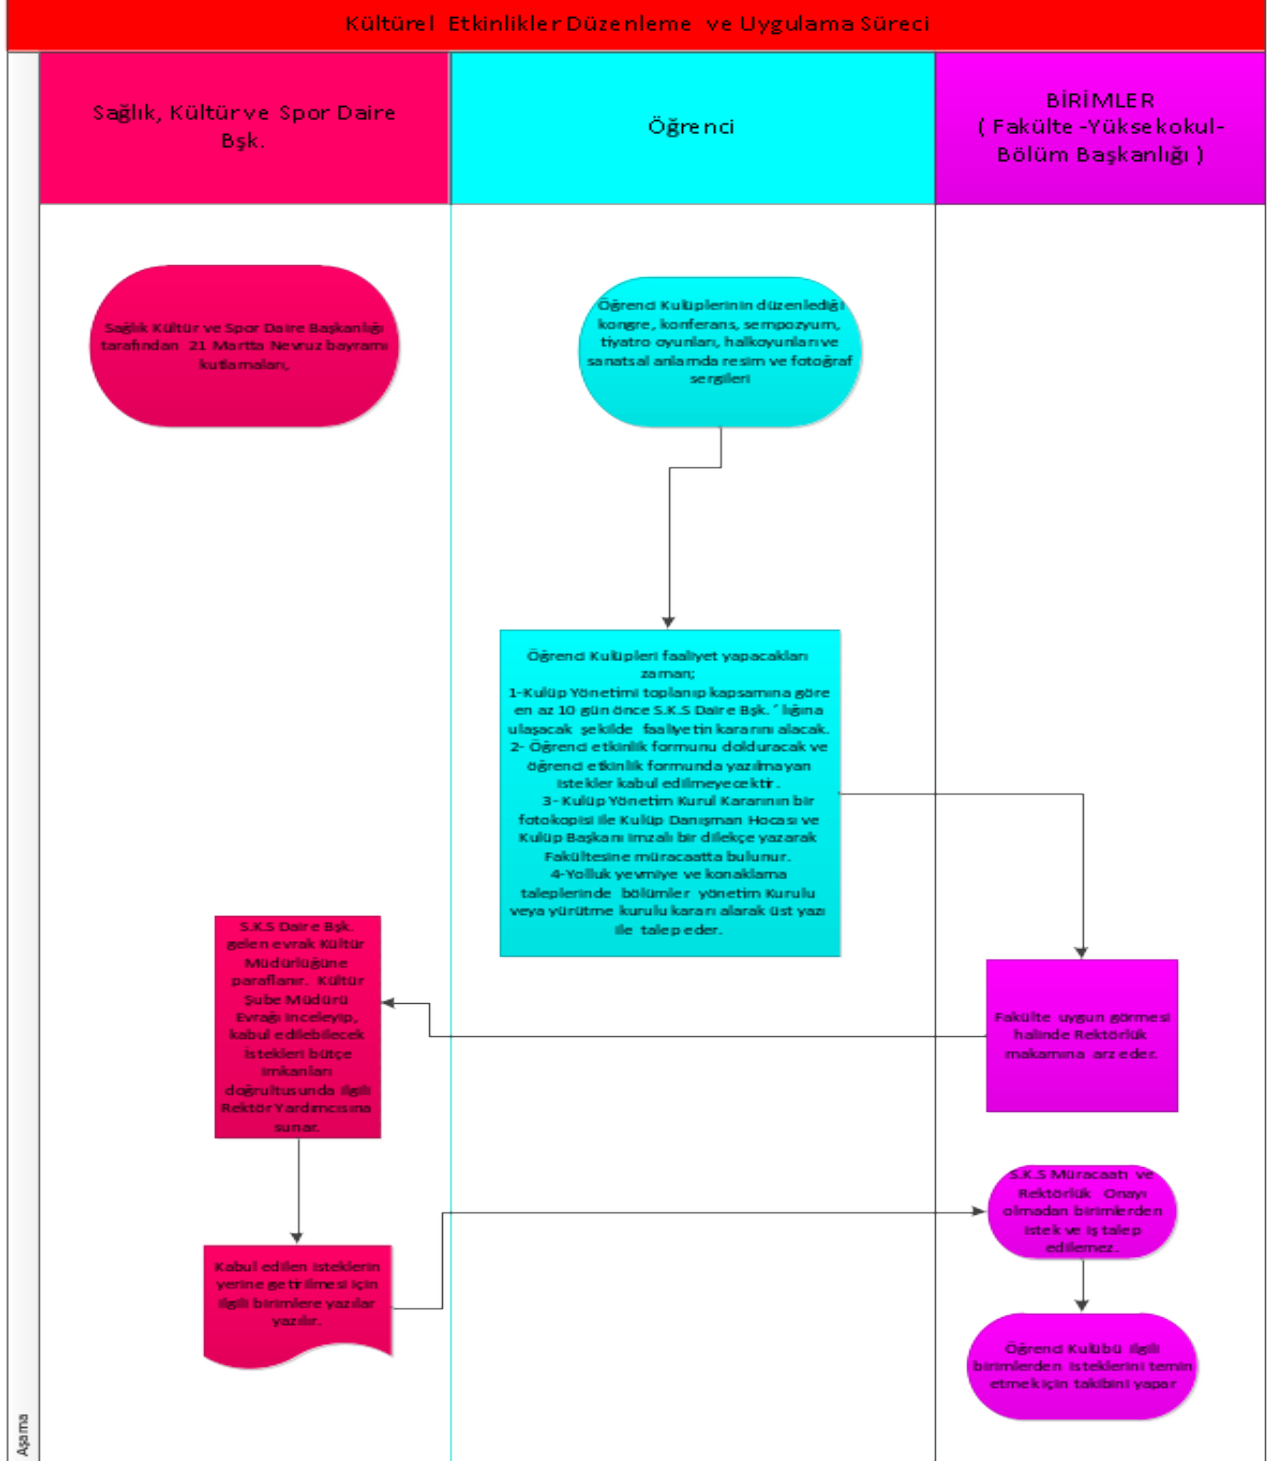 Kültürel Etkinlikler Düzenleme ve Uygulama Süreci
Sağlık, Kültür ve Spor Daire
Bşk.
Öğrenci
BİRİMLER
( Fakülte -Yüksekokul-
Bölüm Başkanlığı )
Sağlık Kültür ve Spor Daire Başkanlığı
tarafından 21 Martta Nevruz bayramı
kutlamaları,
Öğrenci Kulüplerinin düzenlediği
kongre, konferans, sempozyum,
tiyatro oyunları, halkoyunları ve
sanatsal anlamda resim ve fotoğraf
sergileri
Öğrenci Kulüpleri faaliyet yapacakları
zaman;
1-Kulüp Yönetimi toplanıp kapsamına göre
en az 10 gün önce S.K.S Daire Bşk. ' lığına
ulaşacak şekilde faaliyetin kararını alacak.
2- Öğrenci etkinlik formunu dolduracak ve
öğrenci etkinlik formunda yazılmayan
istekler kabul edilmeyecektir.
3- Kulüp Yönetim Kurul Kararının bir
fotokopisi ile Kulüp Danışman Hocası ve
Kulüp Başkanı imzalı bir dilekçe yazarak
Fakültesine müracaatta bulunur.
4-Yolluk yevmiye ve konaklama
taleplerinde bölümler yönetim Kurulu
veya yürütme kurulu kararı alarak üst yazı
ile talep eder.
S.K.S Daire Bşk.
gelen evrak Kültür
Müdürlüğüne
paraflanır. Kültür
Şube Müdürü
Evrağı inceleyip,
kabul edilebilecek
istekleri bütçe
imkanları
doğrultusunda ilgili
Rektör Yardımcısına
sunar.
Fakülte uygun görmesi
halinde Rektörlük
makamına arz eder.
Kabul edilen isteklerin
yerine getirilmesi için
ilgili birimlere yazılar
yazılır.
S.K.S Müracaatı ve
Rektörlük Onayı
olmadan birimlerden
istek ve iş talep
edilemez.
Öğrenci Kulübü ilgili
birimlerden isteklerini temin
etmek için takibini yapar
Aşama